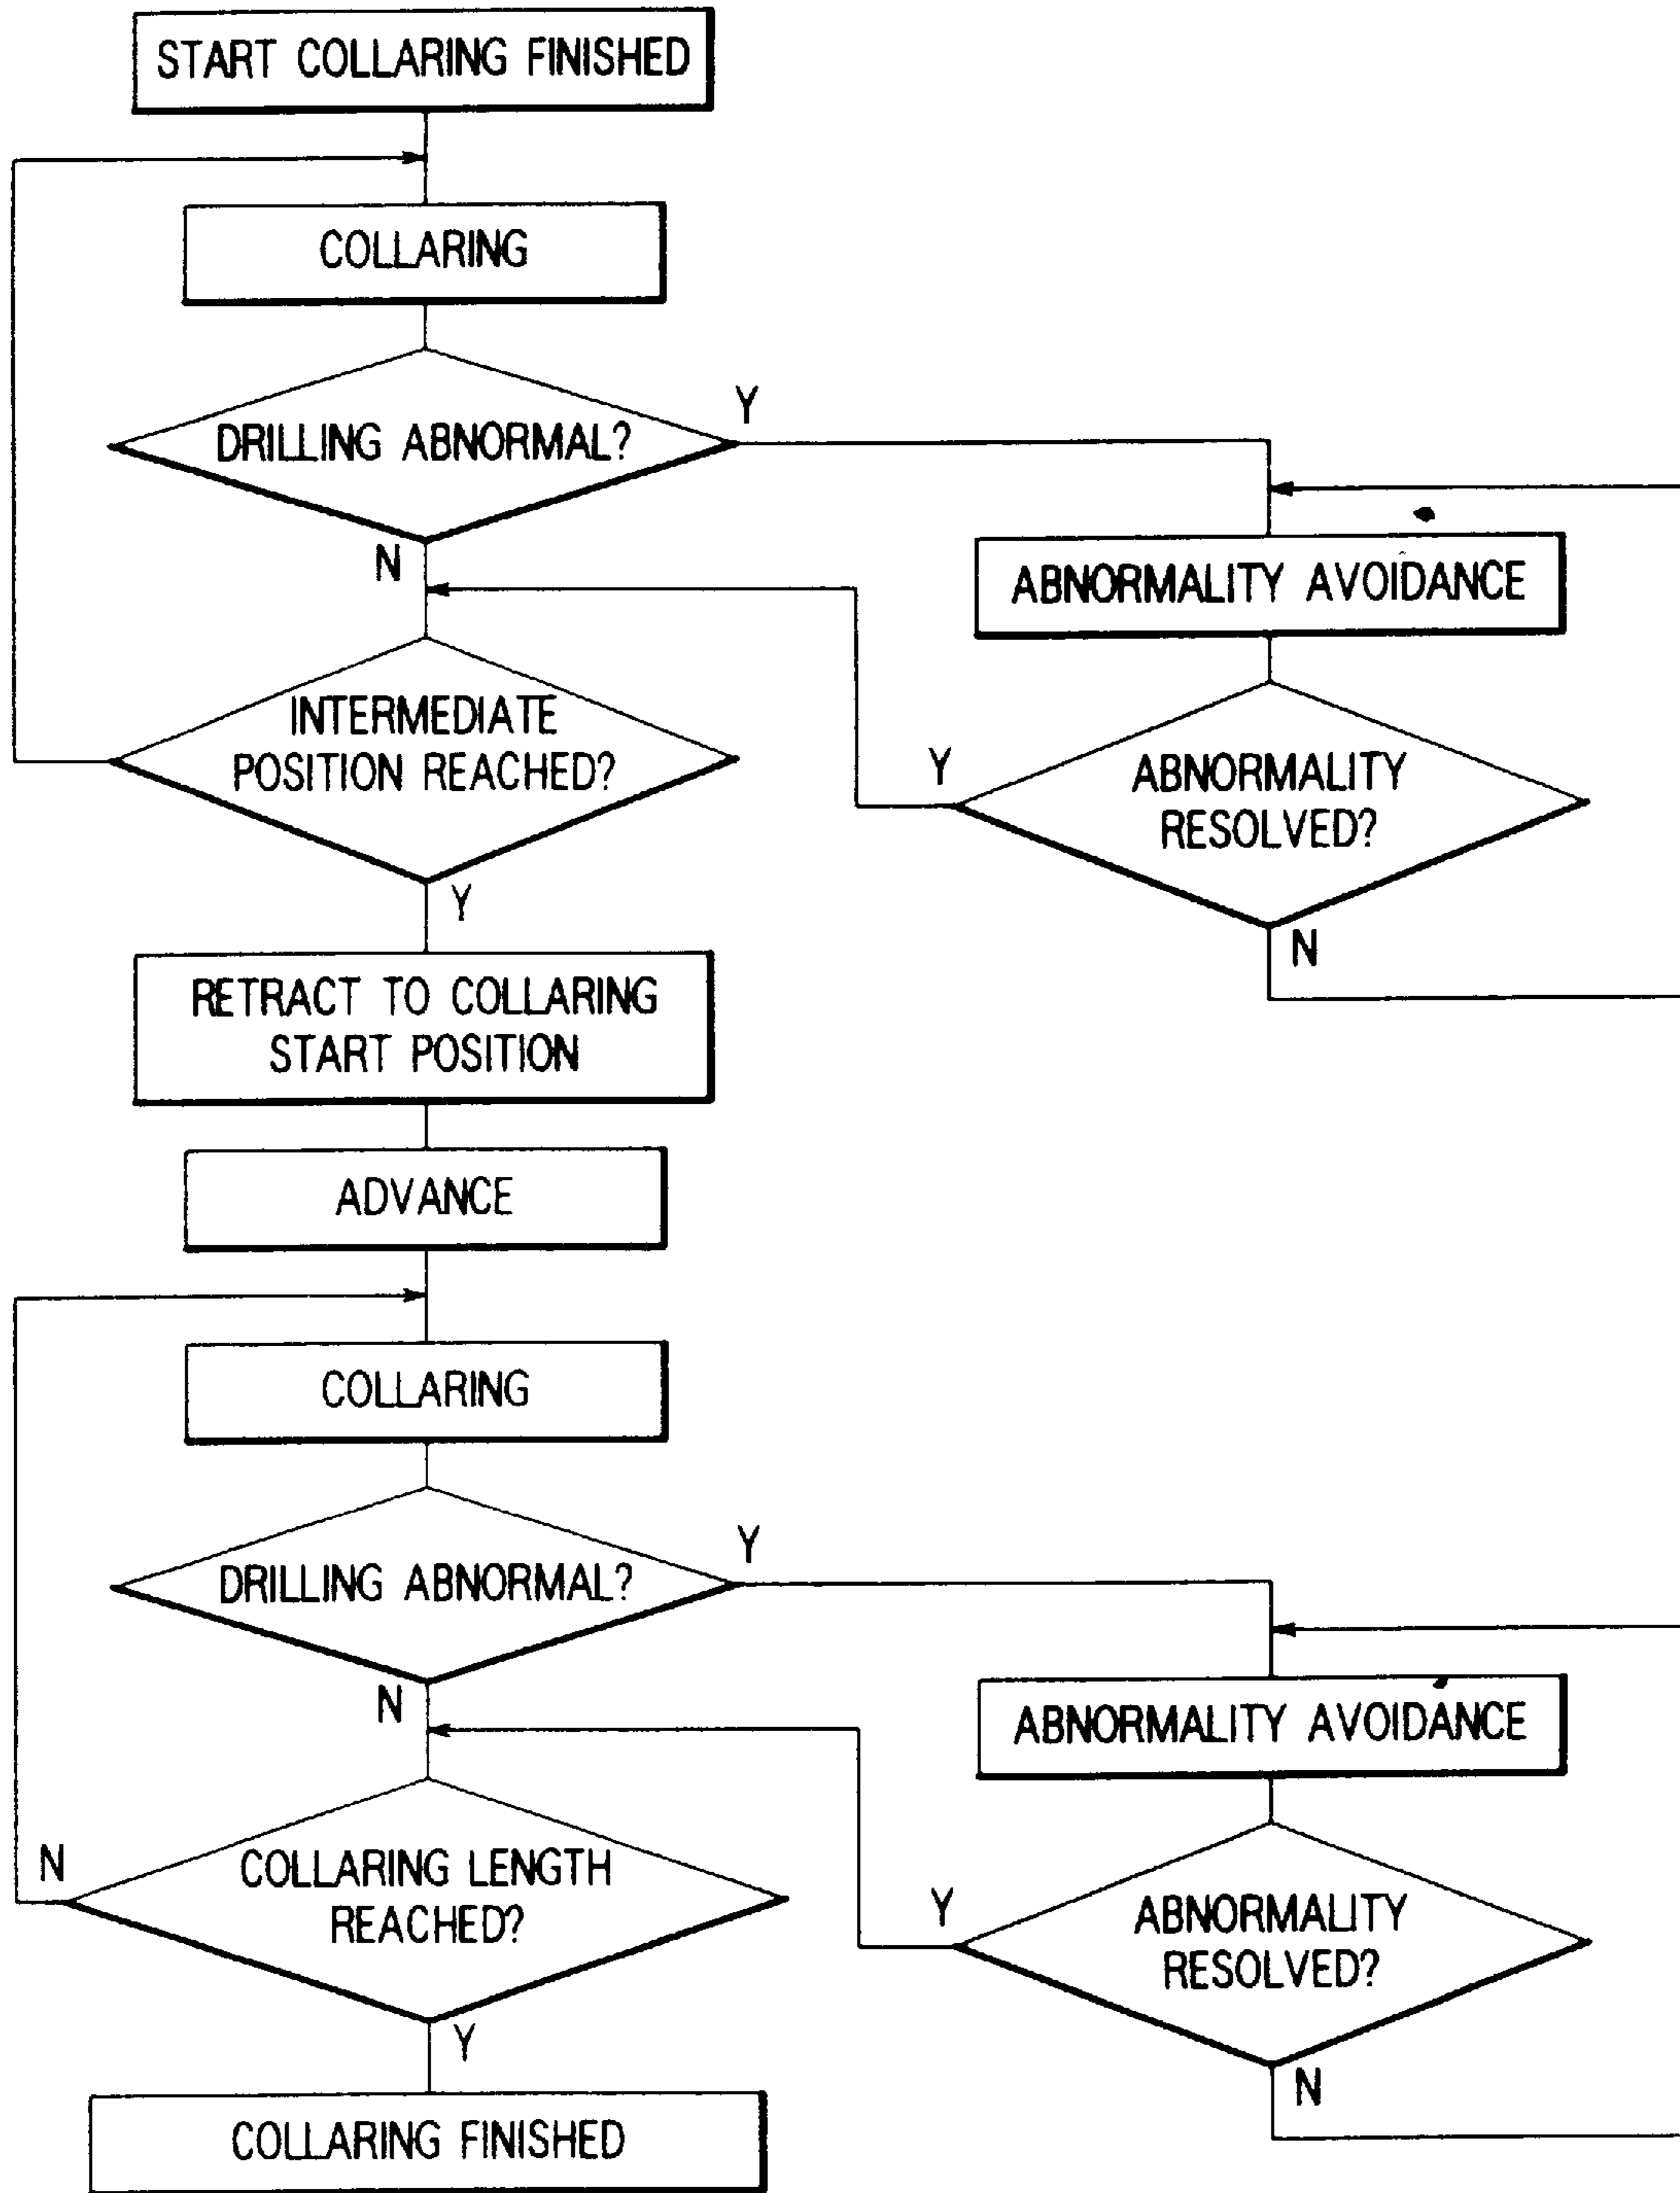 START COLLARING FINISHED
COLLARING
DRILLING ABNORMAL?
Y
N
ABNORMALITY AVOIDANCE
INTERMEDIATE
POSITION REACHED?
Y
ABNORMALITY
RESOLVED?
Y
N
RETRACT TO COLLARING
START POSITION
ADVANCE
COLLARING
DRILLING ABNORMAL?
Y
N
ABNORMALITY AVOIDANCE
N
COLLARING LENGTH
REACHED?
Y
Y
ABNORMALITY
RESOLVED?
N
COLLARING FINISHED